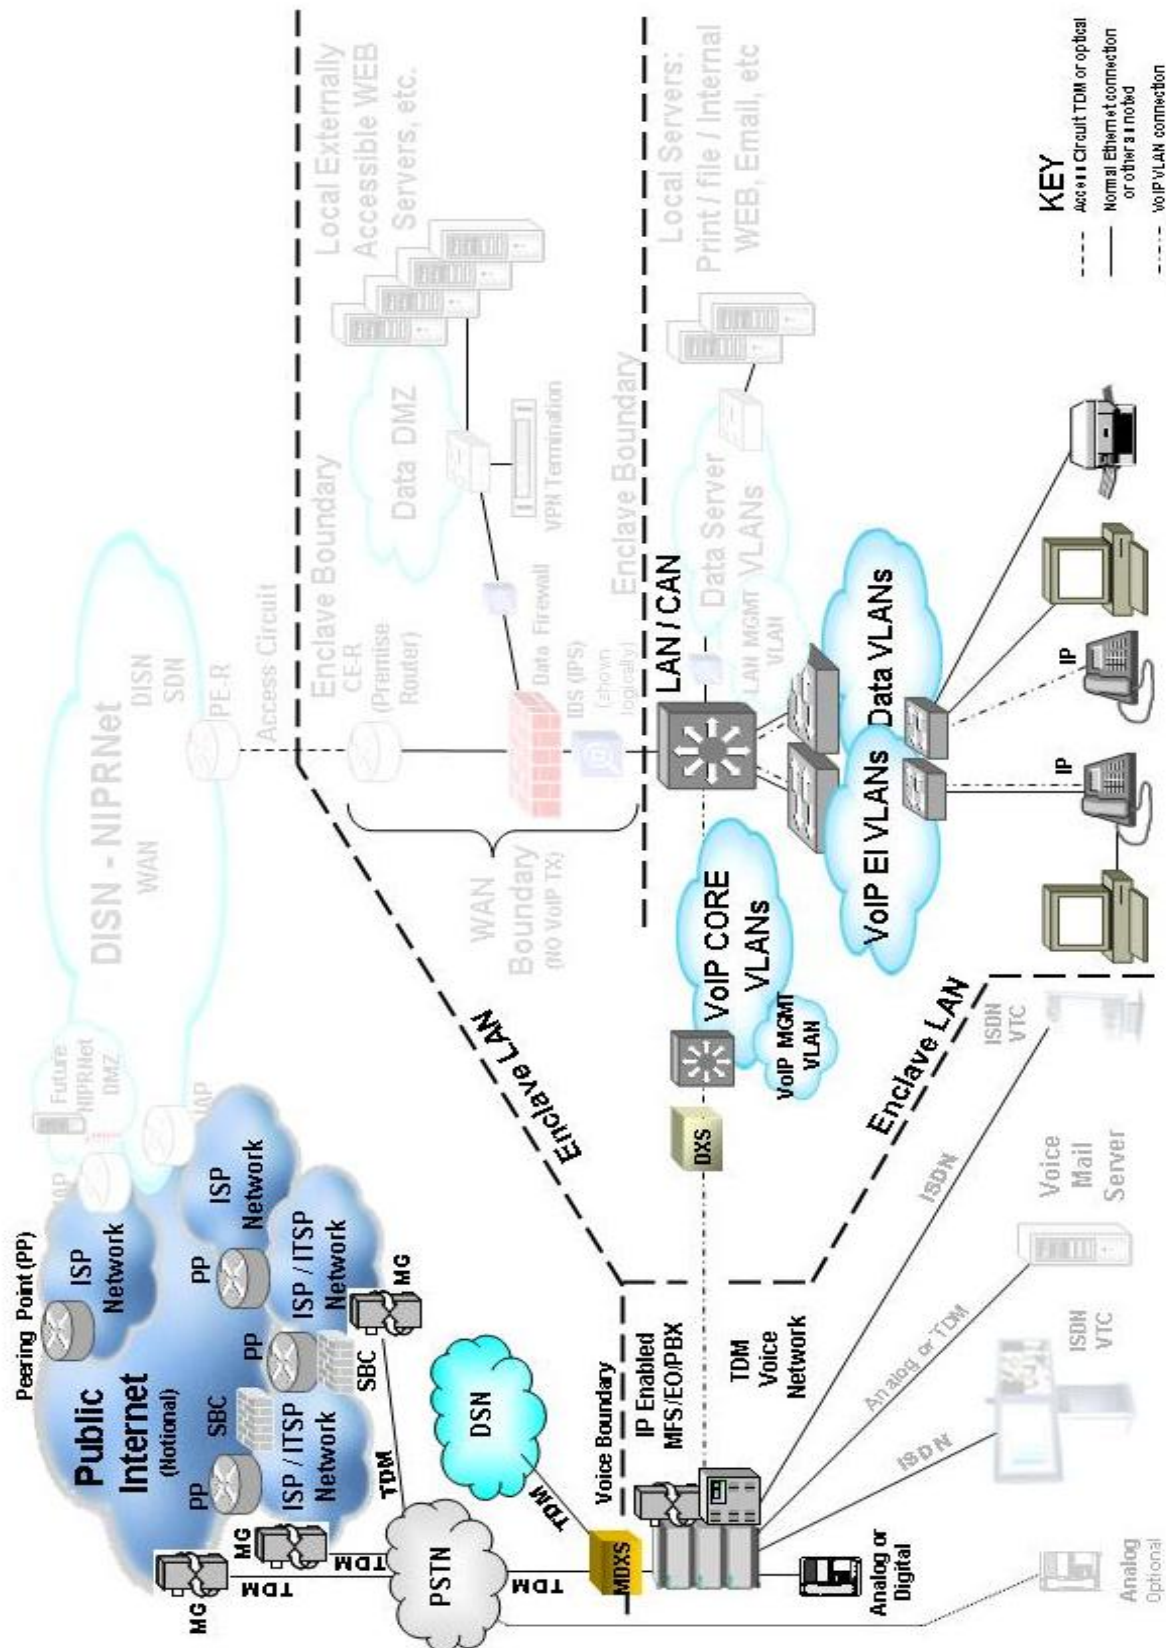 Peering Point (PP)
ISP
Network
Public
Internet
(Notional)
PP
ISP
Network
PP
ISP / ITSP
Network
SBC
MG
SBC
PP
ISP / ITSP
Network
MG
MG
TDM
TDM
TDM
PSTN
DSN
TDM
TDM
MDXS
Voice Boundary
IP Enabled
MFS/EO/PBX
TDM
Voice
Network
Analog or
Digital
Analog
Optional
ISDN
ISDN
VTC
Analog or TDM
Voice
Mail
Server
ISDN
ISDN
VTC
Future
NIPRNet
DMZ
DISN - NIPRNet
WAN
DISN
SDN
PE-R
Access Circuit
Enclave Boundary
CE-R
(Premise
Router)
WAN
Boundary
(NO VoIP TX)
Data Firewall
IDS (IPS)
(shown
logically)
Data DMZ
VPN Termination
Local Externally
Accessible WEB
Servers, etc.
Enclave Boundary
Enclave LAN
LAN / CAN
Data Server
VLANs
LAN MGMT
VLAN
Local Servers:
Print / file / Internal
WEB, Email, etc
DXS
VoIP CORE
VLANs
VoIP MGMT
VLAN
VoIP EI VLANs
Data VLANs
Enclave LAN
IP
IP
KEY
Access Circuit TDM or optical
Normal Ethernet connection
or other as noted
VoIP VLAN connection